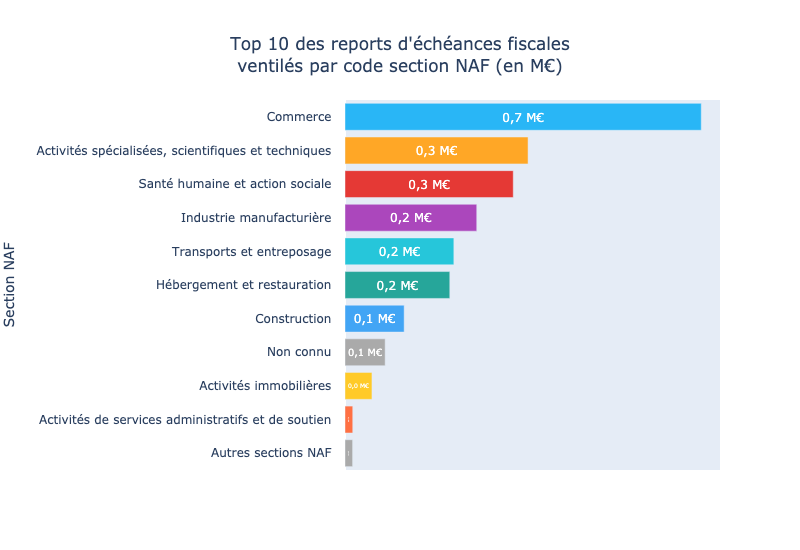 Top 10 des reports d'échéances fiscales
ventilés par code section NAF (en M€)
Section NAF
Commerce 0,7 M€
Activités spécialisées, scientifiques et techniques 0,3 M€
Santé humaine et action sociale 0,3 M€
Industrie manufacturière 0,2 M€
Transports et entreposage 0,2 M€
Hébergement et restauration 0,2 M€
Construction 0,1 M€
Non connu 0,1 M€
Activités immobilières 0,0 M€
Activités de services administratifs et de soutien
Autres sections NAF